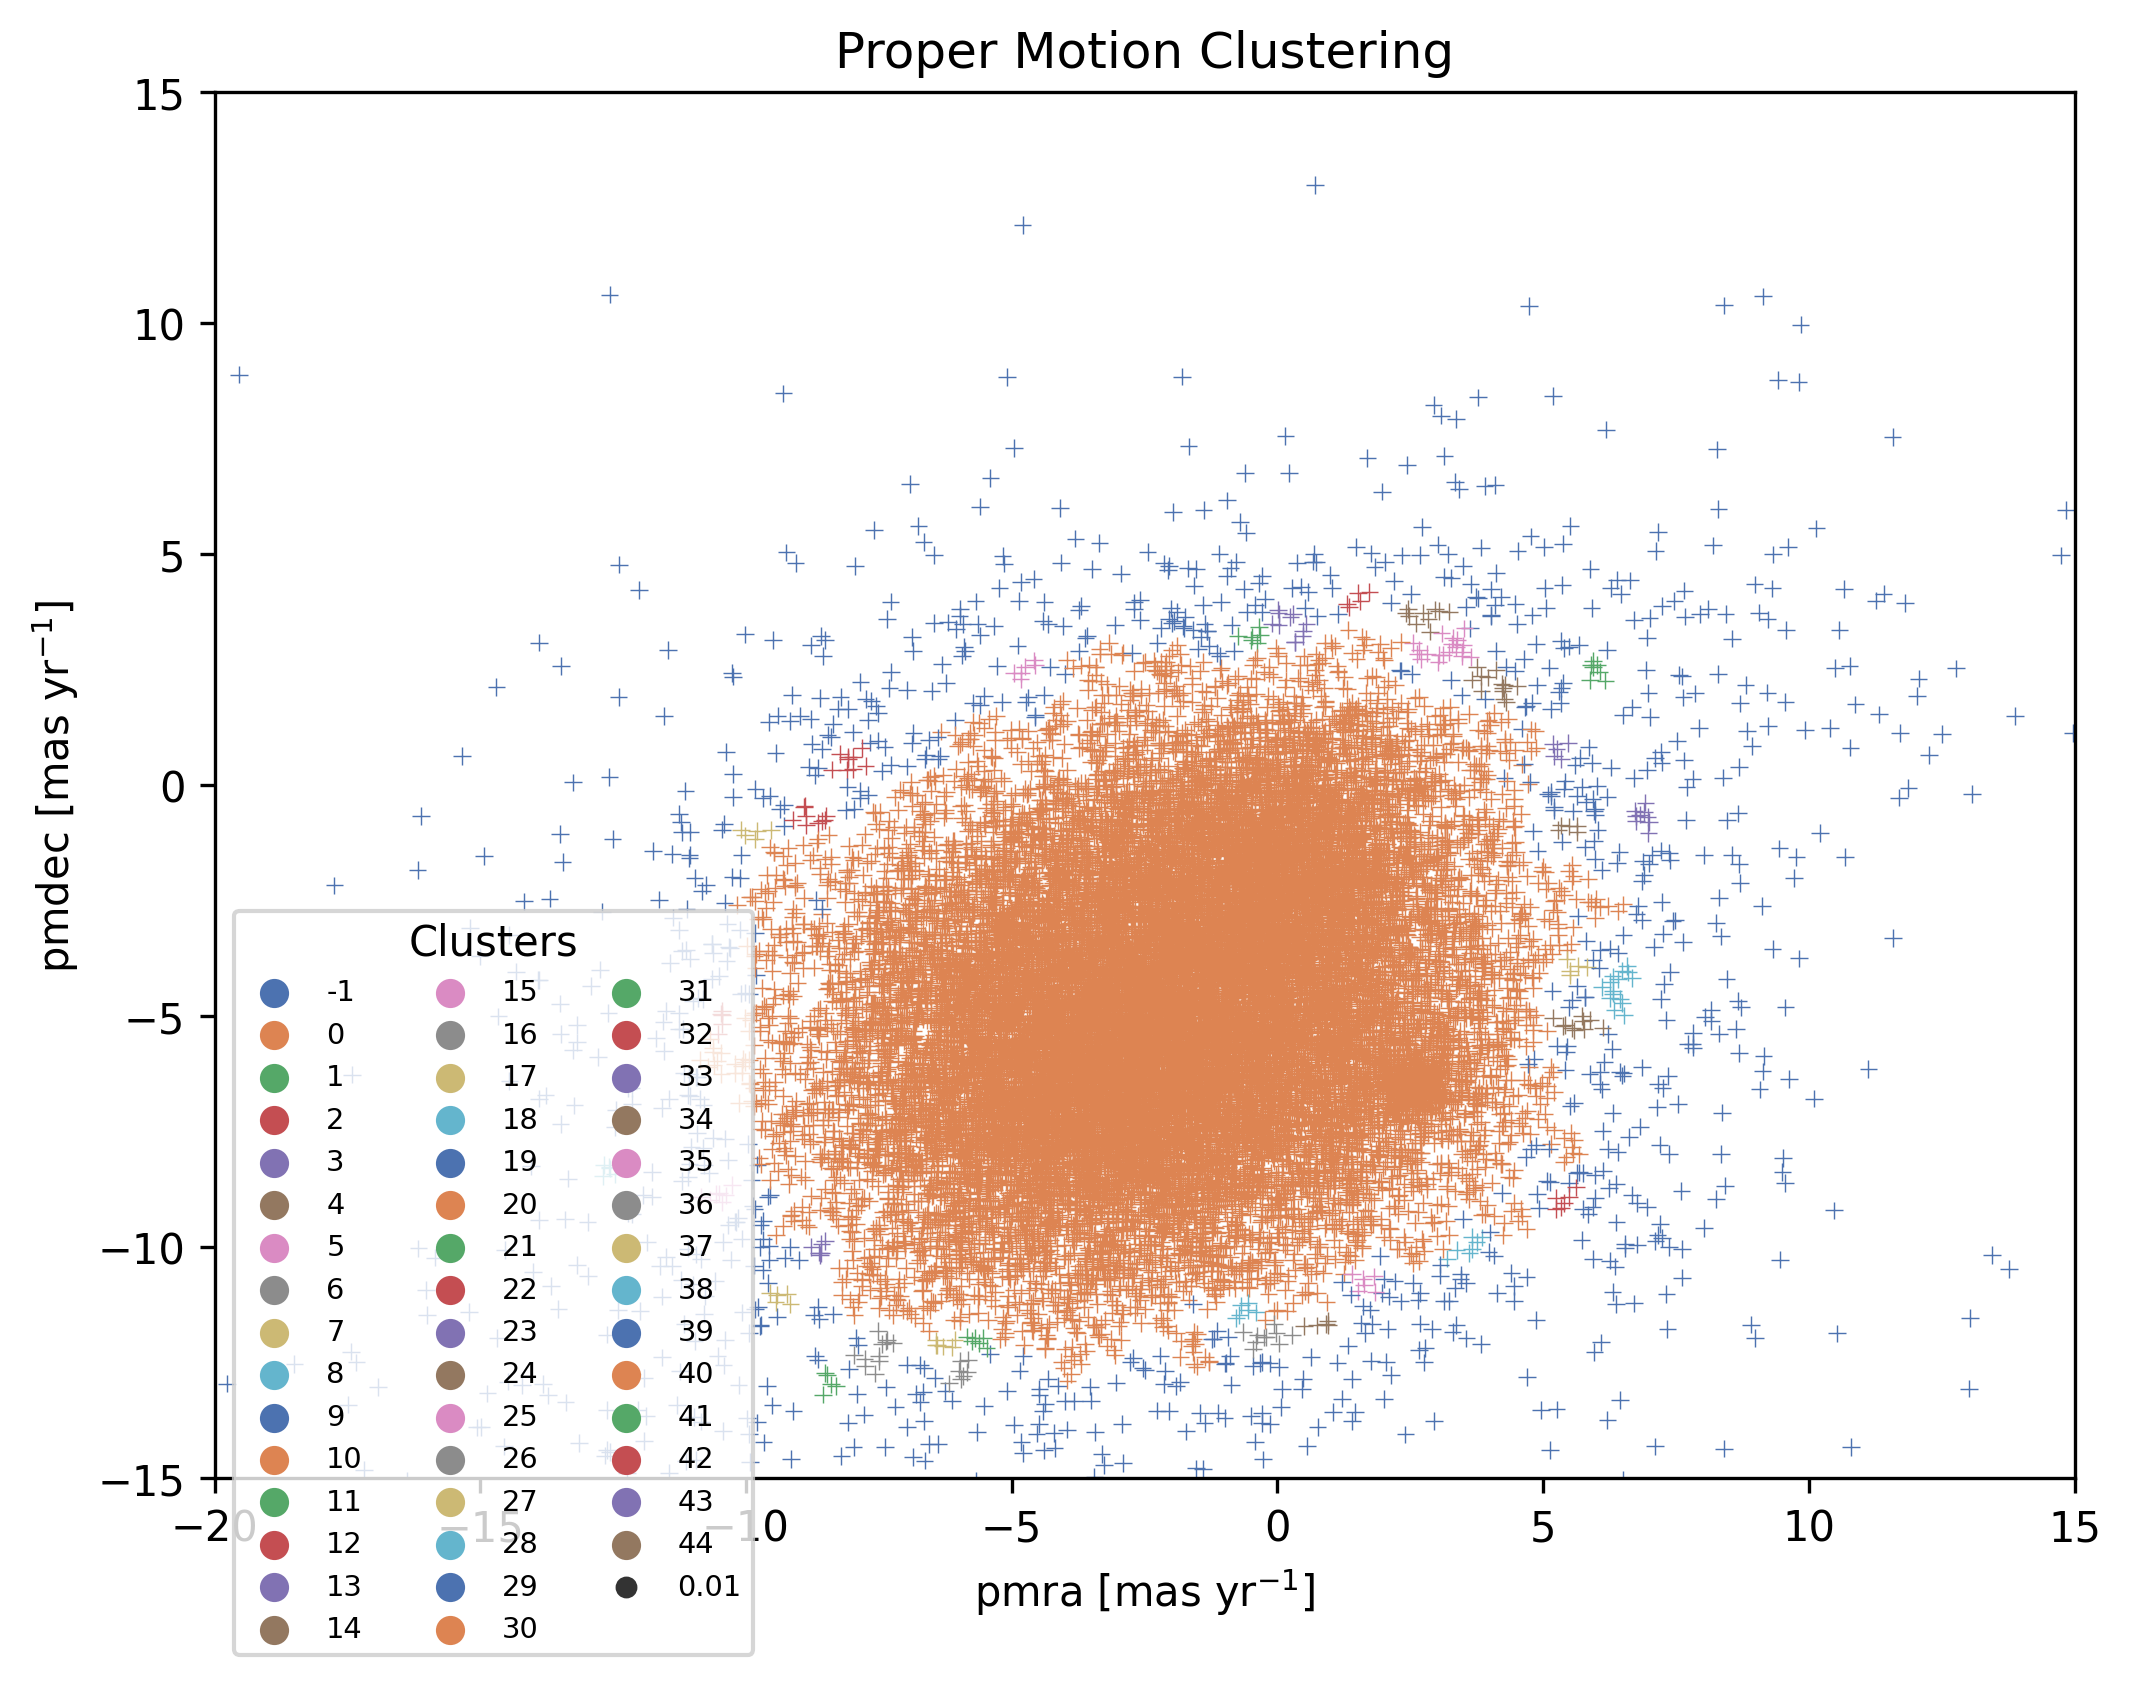 Proper Motion Clustering
15
10
5
0
−5
−10
−15
pmdec [mas yr⁻¹]
Clusters
-1 15 31
0 16 32
1 17 33
2 18 34
3 19 35
4 20 36
5 21 37
6 22 38
7 23 39
8 24 40
9 25 41
10 26 42
11 27 43
12 28 44
13 29 0.01
14 30
−20 −15 −10 −5 0 5 10 15
pmra [mas yr⁻¹]